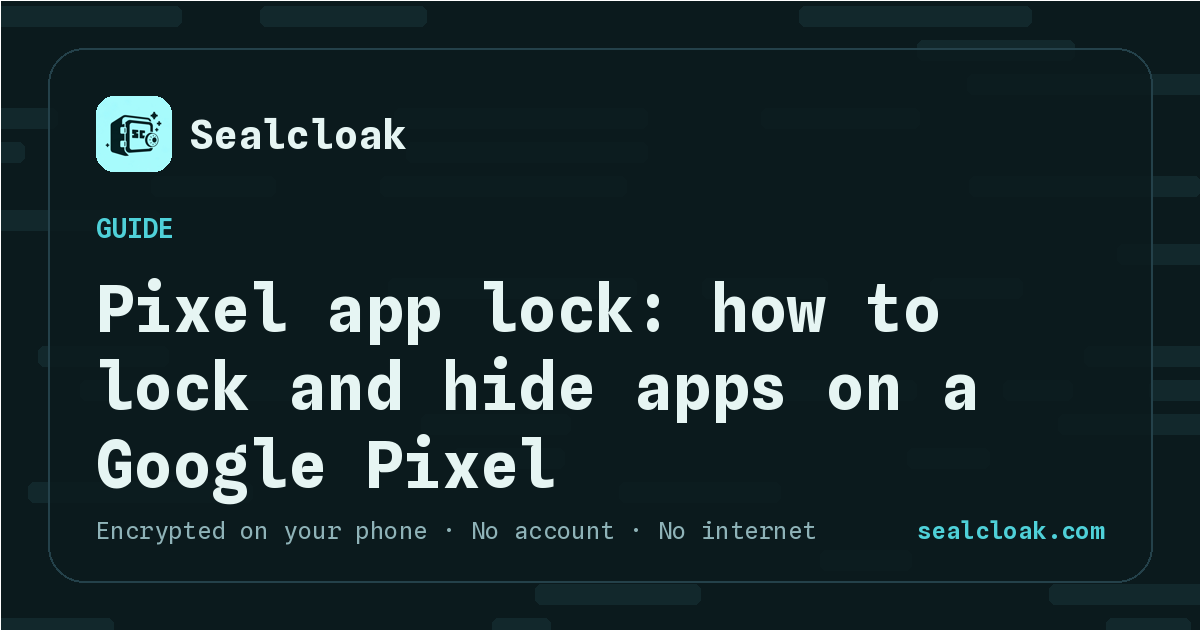 SC
Sealcloak
GUIDE
Pixel app lock: how to
lock and hide apps on a
Google Pixel
Encrypted on your phone · No account · No internet
sealcloak.com